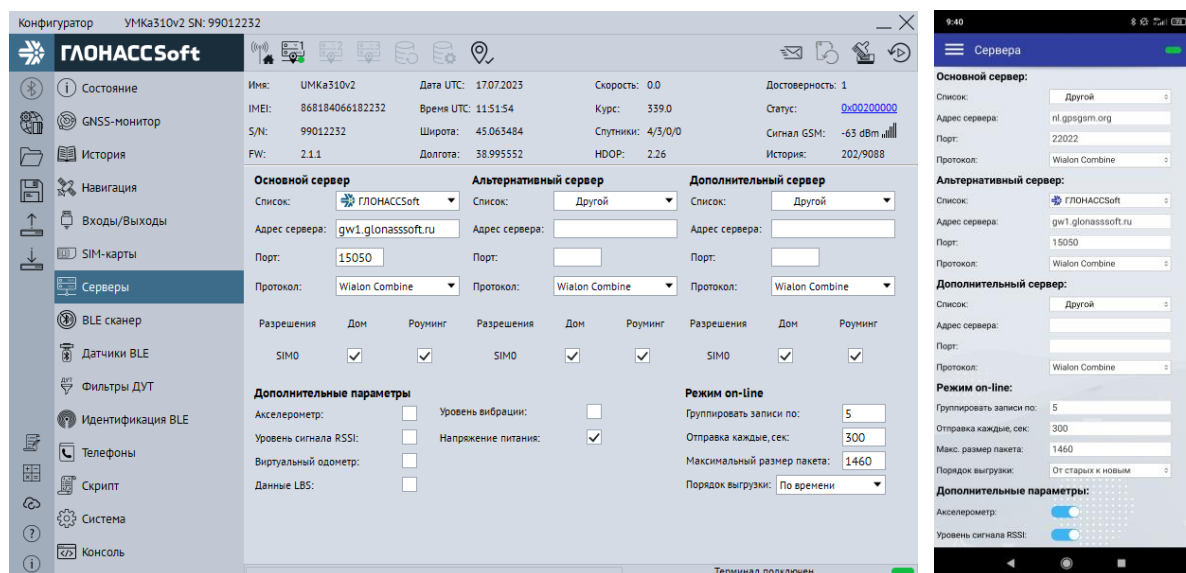 Конфигуратор УМКа310v2 SN: 99012232
ГЛОНАССSoft
Состояние
GNSS-монитор
История
Навигация
Входы/Выходы
SIM-карты
Серверы
BLE сканер
Датчики BLE
Фильтры ДУТ
Идентификация BLE
Телефоны
Скрипт
Система
Консоль
Имя: UMKa310v2 Дата UTC: 17.07.2023 Скорость: 0.0 Достоверность: 1
IMEI: 868184066182232 Время UTC: 11:51:54 Курс: 339.0 Статус: 0x00200000
S/N: 99012232 Широта: 45.063484 Спутники: 4/3/0/0 Сигнал GSM: -63 dBm
FW: 2.1.1 Долгота: 38.995552 HDOP: 2.26 История: 202/9088
Основной сервер Альтернативный сервер Дополнительный сервер
Список: ГЛОНАССSoft Список: Другой Список: Другой
Адрес сервера: gw1.glonasssoft.ru Адрес сервера: Адрес сервера:
Порт: 15050 Порт: Порт:
Протокол: Wialon Combine Протокол: Wialon Combine Протокол: Wialon Combine
Разрешения Дом Роуминг Разрешения Дом Роуминг Разрешения Дом Роуминг
SIM0 SIM0 SIM0
Дополнительные параметры Режим on-line
Акселерометр: Уровень вибрации: Группировать записи по: 5
Уровень сигнала RSSI: Напряжение питания: Отправка каждые, сек: 300
Виртуальный одометр: Максимальный размер пакета: 1460
Данные LBS: Порядок выгрузки: По времени
Терминал подключен
9:40
Сервера
Основной сервер:
Список: Другой
Адрес сервера: nl.gpsgsm.org
Порт: 22022
Протокол: Wialon Combine
Альтернативный сервер:
Список: ГЛОНАССSoft
Адрес сервера: gw1.glonasssoft.ru
Порт: 15050
Протокол: Wialon Combine
Дополнительный сервер:
Список: Другой
Адрес сервера:
Порт:
Протокол: Wialon Combine
Режим on-line:
Группировать записи по: 5
Отправка каждые, сек: 300
Макс. размер пакета: 1460
Порядок выгрузки: От старых к новым
Дополнительные параметры:
Акселерометр:
Уровень сигнала RSSI: